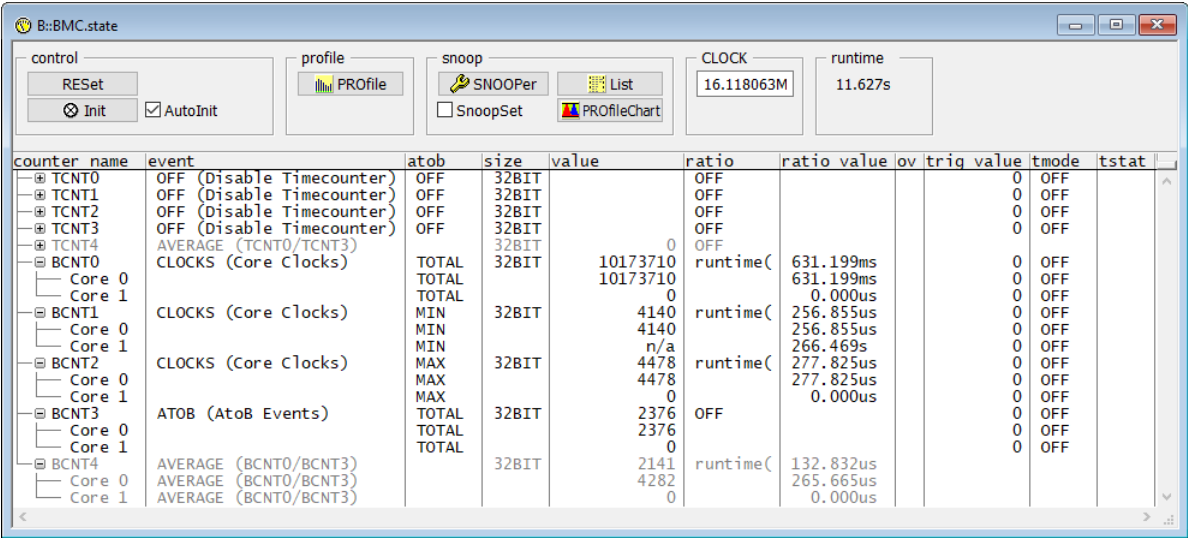 B::BMC.state
control profile snoop CLOCK runtime
RESet PROfile SNOOPer List 16.118063M 11.627s
Init AutoInit SnoopSet PROfileChart
counter name event atob size value ratio ratio value ov trig value tmode tstat
TCNT0 OFF (Disable Timecounter) OFF 32BIT OFF 0 OFF
TCNT1 OFF (Disable Timecounter) OFF 32BIT OFF 0 OFF
TCNT2 OFF (Disable Timecounter) OFF 32BIT OFF 0 OFF
TCNT3 OFF (Disable Timecounter) OFF 32BIT OFF 0 OFF
TCNT4 AVERAGE (TCNT0/TCNT3) 32BIT 0 OFF
BCNT0 CLOCKS (Core Clocks) TOTAL 32BIT 10173710 runtime( 631.199ms 0 OFF
Core 0 TOTAL 10173710 631.199ms 0 OFF
Core 1 TOTAL 0 0.000us 0 OFF
BCNT1 CLOCKS (Core Clocks) MIN 32BIT 4140 runtime( 256.855us 0 OFF
Core 0 MIN 4140 256.855us 0 OFF
Core 1 MIN n/a 266.469s 0 OFF
BCNT2 CLOCKS (Core Clocks) MAX 32BIT 4478 runtime( 277.825us 0 OFF
Core 0 MAX 4478 277.825us 0 OFF
Core 1 MAX 0 0.000us 0 OFF
BCNT3 ATOB (AtoB Events) TOTAL 32BIT 2376 OFF 0 OFF
Core 0 TOTAL 2376 0 OFF
Core 1 TOTAL 0 0 OFF
BCNT4 AVERAGE (BCNT0/BCNT3) 32BIT 2141 runtime( 132.832us
Core 0 AVERAGE (BCNT0/BCNT3) 4282 265.665us
Core 1 AVERAGE (BCNT0/BCNT3) 0 0.000us